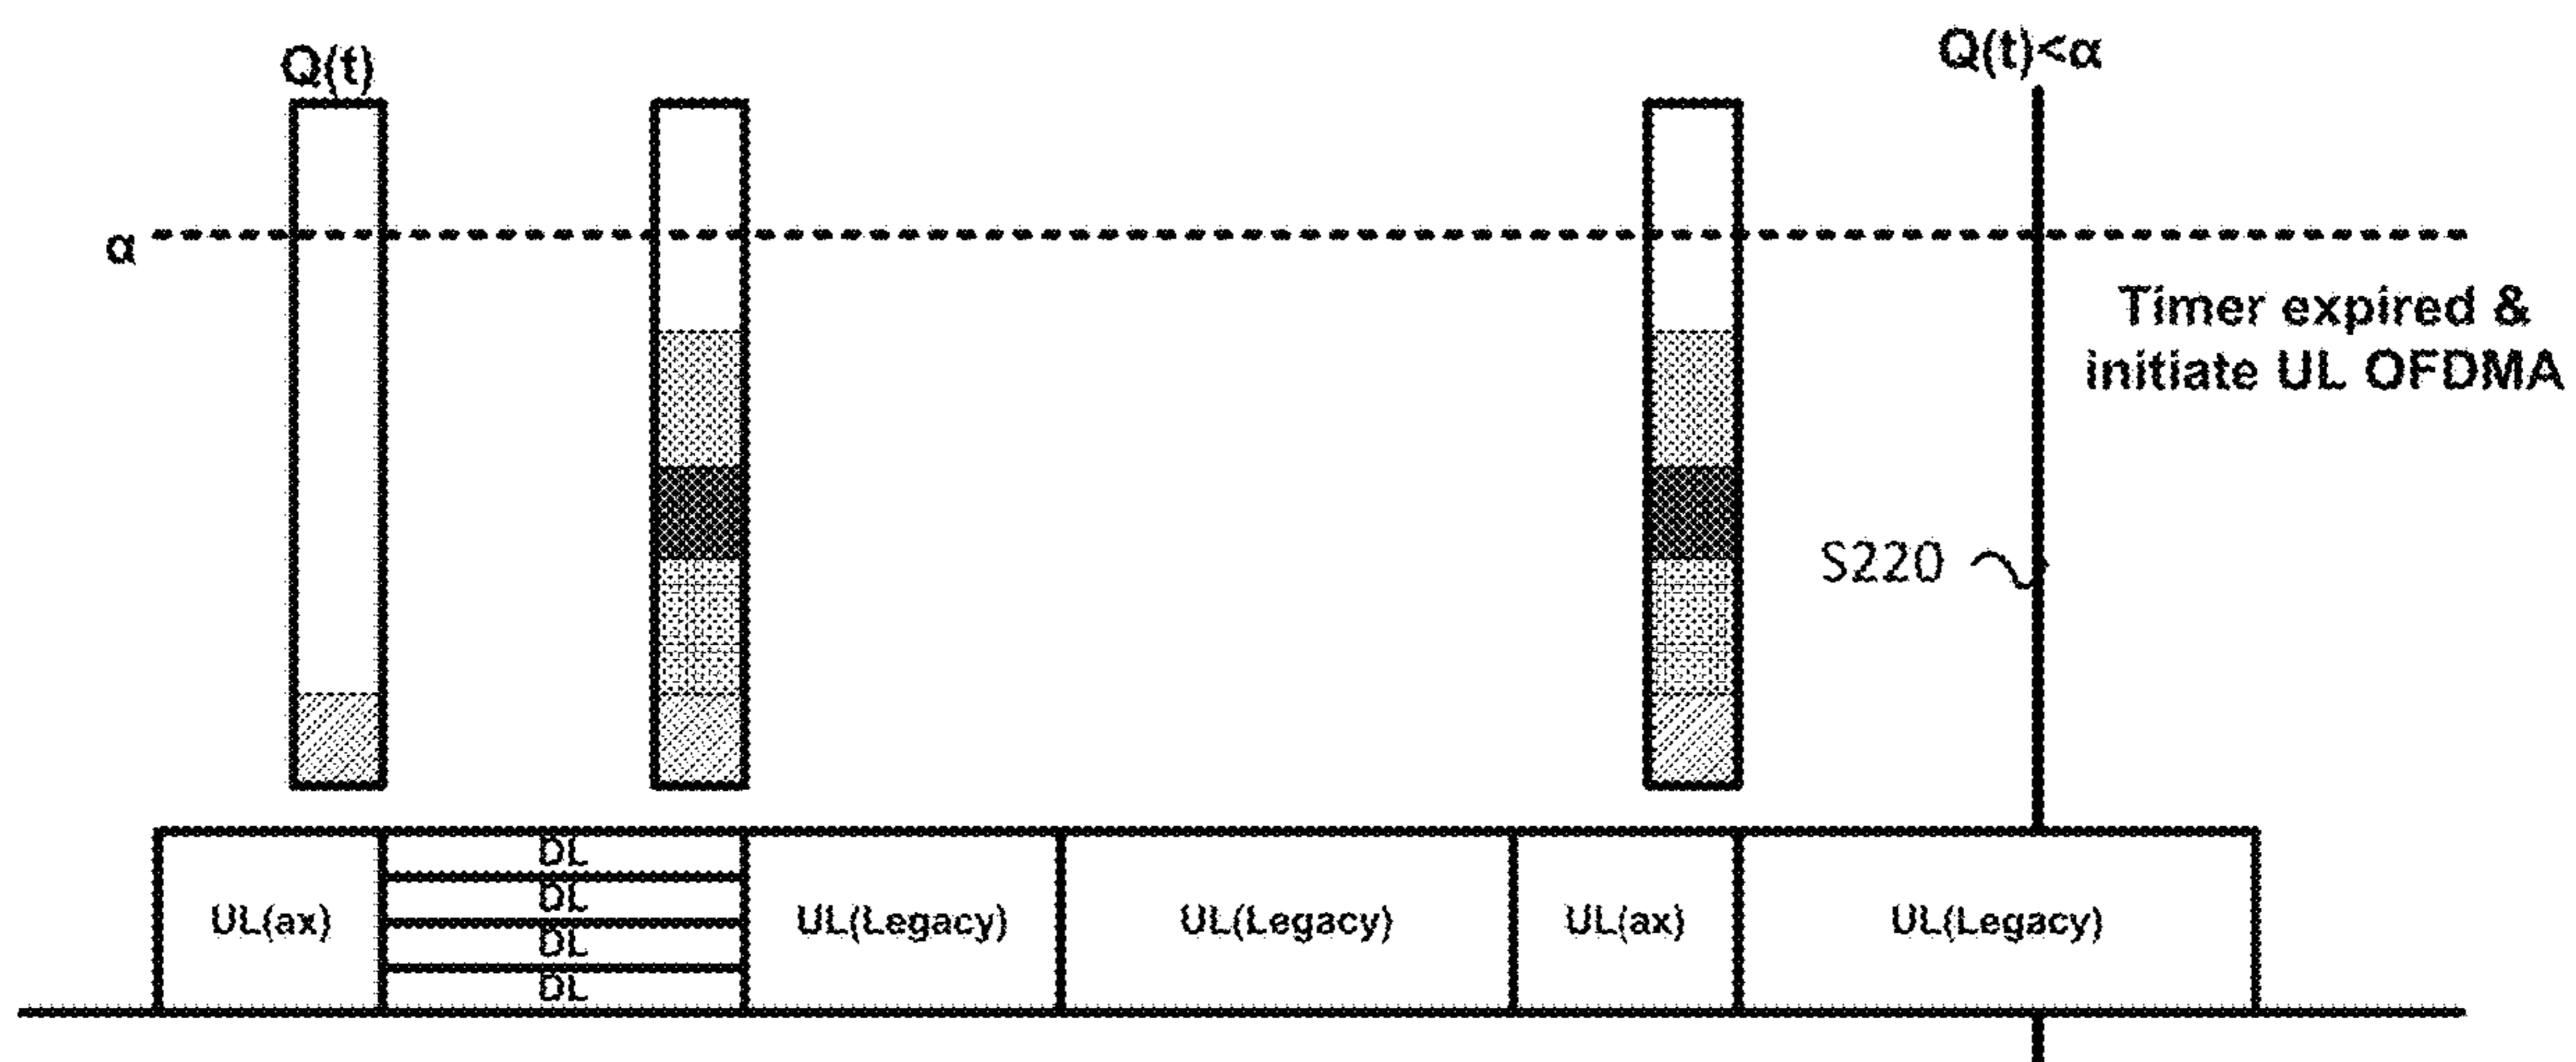 Q(t)
Q(t)<α
α
Timer expired &
initiate UL OFDMA
S220
UL(ax)
DL
DL
DL
DL
UL(Legacy)
UL(Legacy)
UL(ax)
UL(Legacy)